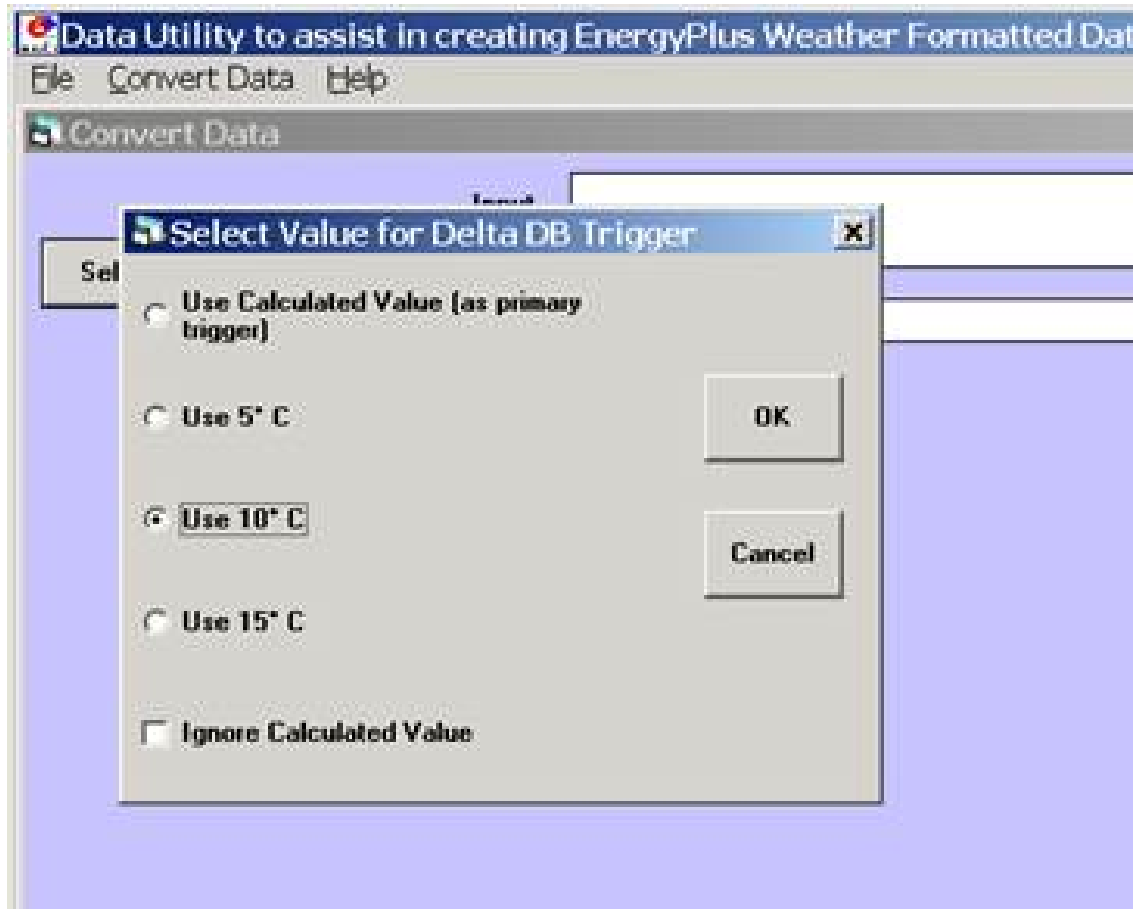 Data Utility to assist in creating EnergyPlus Weather Formatted Dat
File Convert Data Help
Convert Data
Input
Select Value for Delta DB Trigger
Sel
Use Calculated Value (as primary
trigger)
Use 5° C
OK
Use 10° C
Cancel
Use 15° C
Ignore Calculated Value